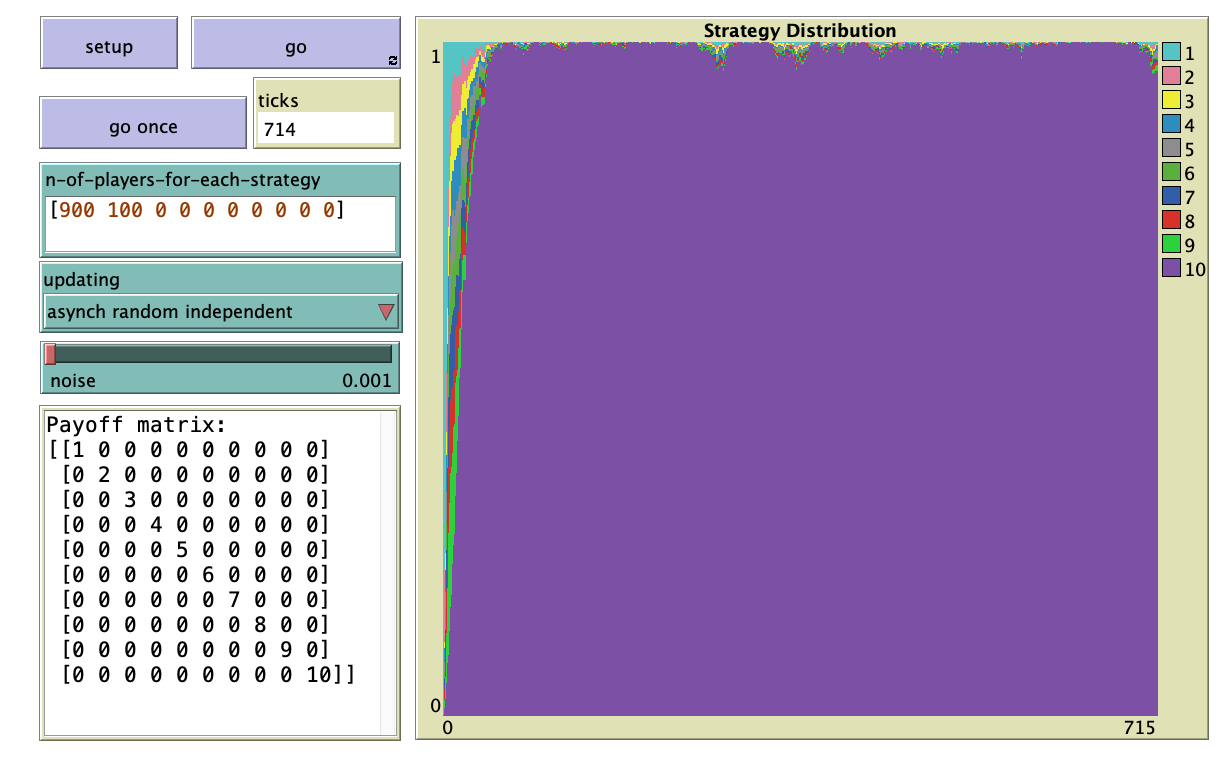 setup
go
go once
ticks
714
n-of-players-for-each-strategy
[900 100 0 0 0 0 0 0 0 0]
updating
asynch random independent
noise 0.001
Payoff matrix:
[[1 0 0 0 0 0 0 0 0 0]
[0 2 0 0 0 0 0 0 0 0]
[0 0 3 0 0 0 0 0 0 0]
[0 0 0 4 0 0 0 0 0 0]
[0 0 0 0 5 0 0 0 0 0]
[0 0 0 0 0 6 0 0 0 0]
[0 0 0 0 0 0 7 0 0 0]
[0 0 0 0 0 0 0 8 0 0]
[0 0 0 0 0 0 0 0 9 0]
[0 0 0 0 0 0 0 0 0 10]]
Strategy Distribution
1
0
0
715
1
2
3
4
5
6
7
8
9
10